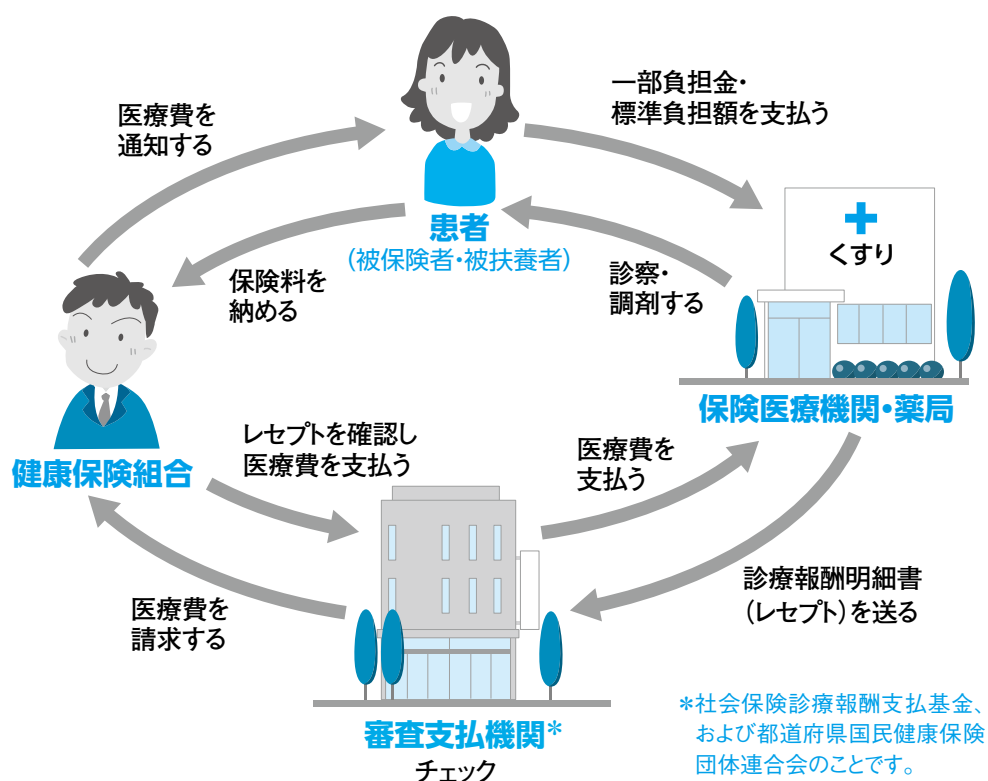 医療費を
通知する
一部負担金・
標準負担額を支払う
患者
（被保険者・被扶養者）
くすり
保険料を
納める
診察・
調剤する
保険医療機関・薬局
健康保険組合
レセプトを確認し
医療費を支払う
医療費を
支払う
医療費を
請求する
診療報酬明細書
（レセプト）を送る
審査支払機関＊
チェック
＊社会保険診療報酬支払基金、
および都道府県国民健康保険
団体連合会のことです。